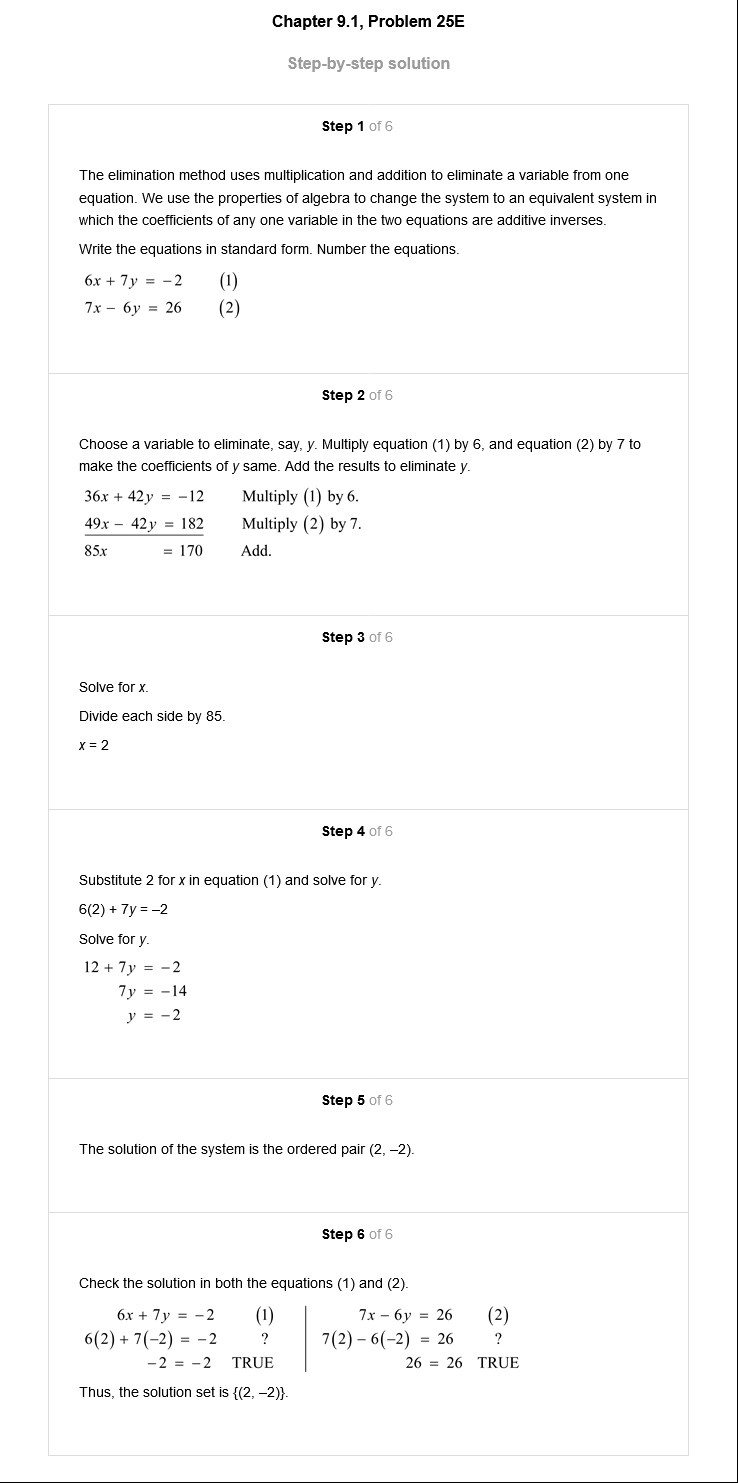 Chapter 9.1, Problem 25E
Step-by-step solution
Step 1 of 6
The elimination method uses multiplication and addition to eliminate a variable from one
equation. We use the properties of algebra to change the system to an equivalent system in
which the coefficients of any one variable in the two equations are additive inverses.
Write the equations in standard form. Number the equations.
6x + 7y = −2 (1)
7x − 6y = 26 (2)
Step 2 of 6
Choose a variable to eliminate, say, y. Multiply equation (1) by 6, and equation (2) by 7 to
make the coefficients of y same. Add the results to eliminate y.
36x + 42y = −12 Multiply (1) by 6.
49x − 42y = 182 Multiply (2) by 7.
85x = 170 Add.
Step 3 of 6
Solve for x.
Divide each side by 85.
x = 2
Step 4 of 6
Substitute 2 for x in equation (1) and solve for y.
6(2) + 7y = –2
Solve for y.
12 + 7y = −2
7y = −14
y = −2
Step 5 of 6
The solution of the system is the ordered pair (2, –2).
Step 6 of 6
Check the solution in both the equations (1) and (2).
6x + 7y = −2 (1) 7x − 6y = 26 (2)
6(2) + 7(−2) = −2 ? 7(2) − 6(−2) = 26 ?
−2 = −2 TRUE 26 = 26 TRUE
Thus, the solution set is {(2, –2)}.